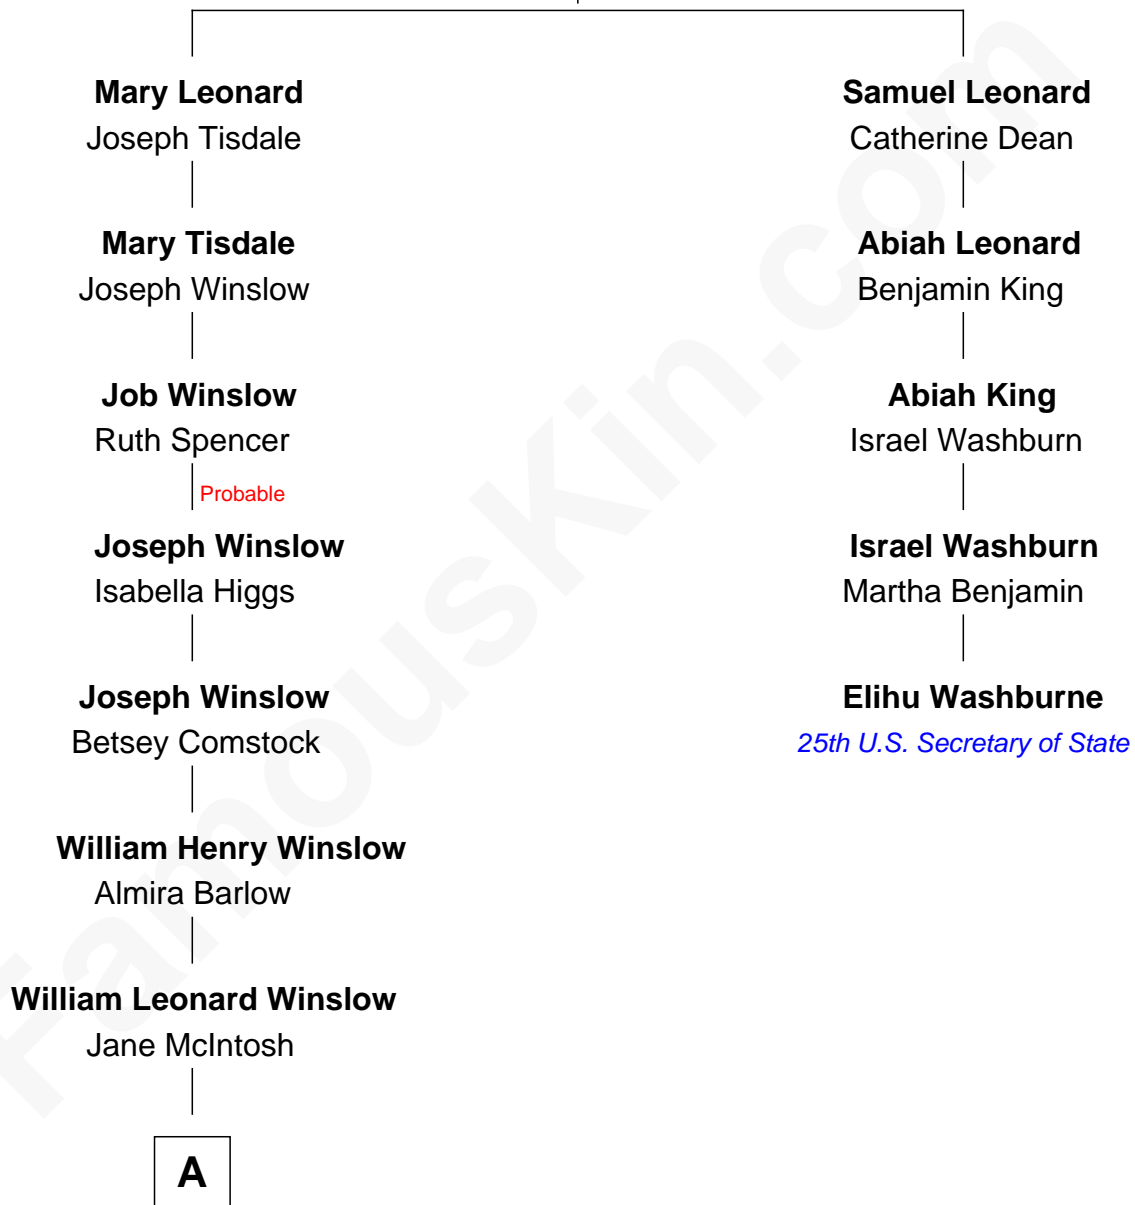 Mary Leonard
Joseph Tisdale
Samuel Leonard
Catherine Dean
Mary Tisdale
Joseph Winslow
Abiah Leonard
Benjamin King
Job Winslow
Ruth Spencer
Abiah King
Israel Washburn
Probable
Joseph Winslow
Isabella Higgs
Israel Washburn
Martha Benjamin
Joseph Winslow
Betsey Comstock
Elihu Washburne
25th U.S. Secretary of State
William Henry Winslow
Almira Barlow
William Leonard Winslow
Jane McIntosh
A
FamousKin.com